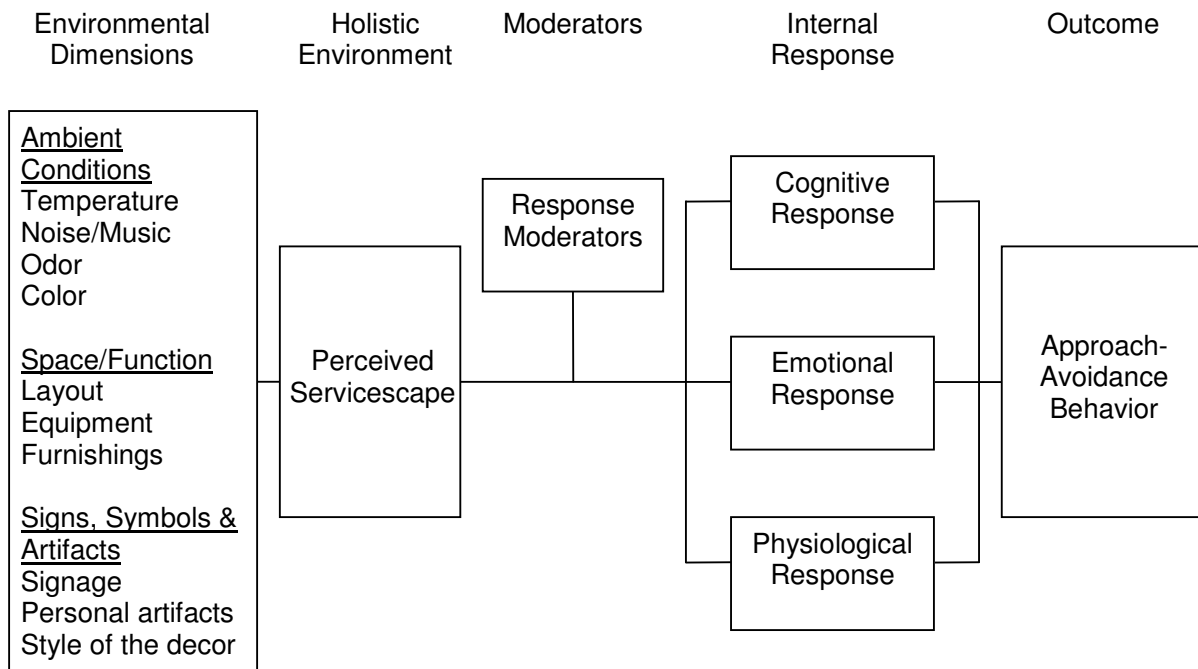 Environmental
Dimensions
Holistic
Environment
Moderators
Internal
Response
Outcome
Ambient
Conditions
Temperature
Noise/Music
Odor
Color
Space/Function
Layout
Equipment
Furnishings
Signs, Symbols &
Artifacts
Signage
Personal artifacts
Style of the decor
Perceived
Servicescape
Response
Moderators
Cognitive
Response
Emotional
Response
Physiological
Response
Approach-
Avoidance
Behavior